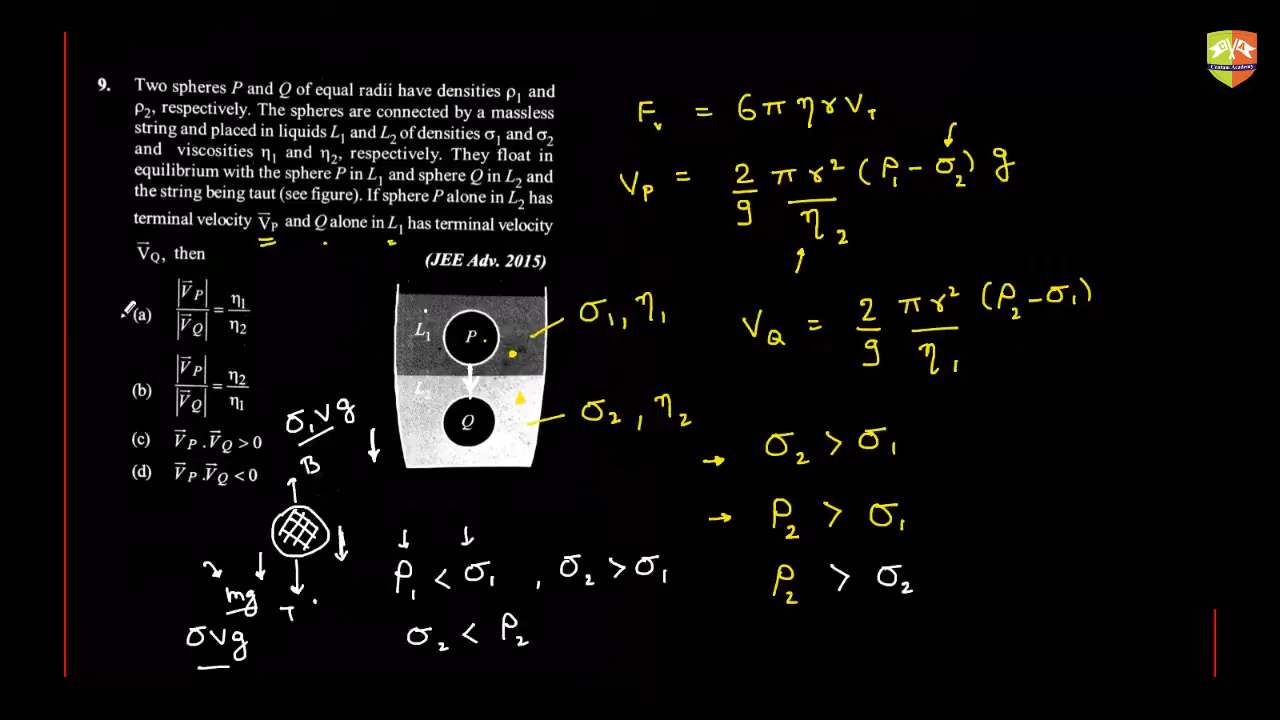 9. Two spheres P and Q of equal radii have densities ρ₁ and
ρ₂, respectively. The spheres are connected by a massless
string and placed in liquids L₁ and L₂ of densities σ₁ and σ₂
and viscosities η₁ and η₂, respectively. They float in
equilibrium with the sphere P in L₁ and sphere Q in L₂ and
the string being taut (see figure). If sphere P alone in L₂ has
terminal velocity V⃗P and Q alone in L₁ has terminal velocity
V⃗Q, then
(JEE Adv. 2015)
(a) |V⃗P|/|V⃗Q| = η₁/η₂
(b) |V⃗P|/|V⃗Q| = η₂/η₁
(c) V⃗P . V⃗Q > 0
(d) V⃗P . V⃗Q < 0
L₁
P
L₂
Q
σ₁, η₁
σ₂, η₂
σ₁Vg
B
mg
T
σVg
ρ₁ < σ₁ , σ₂ > σ₁
σ₂ < ρ₂
Fᵥ = 6πηrVT
VP = 2/9 πr²/η₂ (ρ₁ - σ₂) g
VQ = 2/9 πr²/η₁ (ρ₂ - σ₁)
→ σ₂ > σ₁
→ ρ₂ > σ₁
ρ₂ > σ₂
CVA
Centum Academy